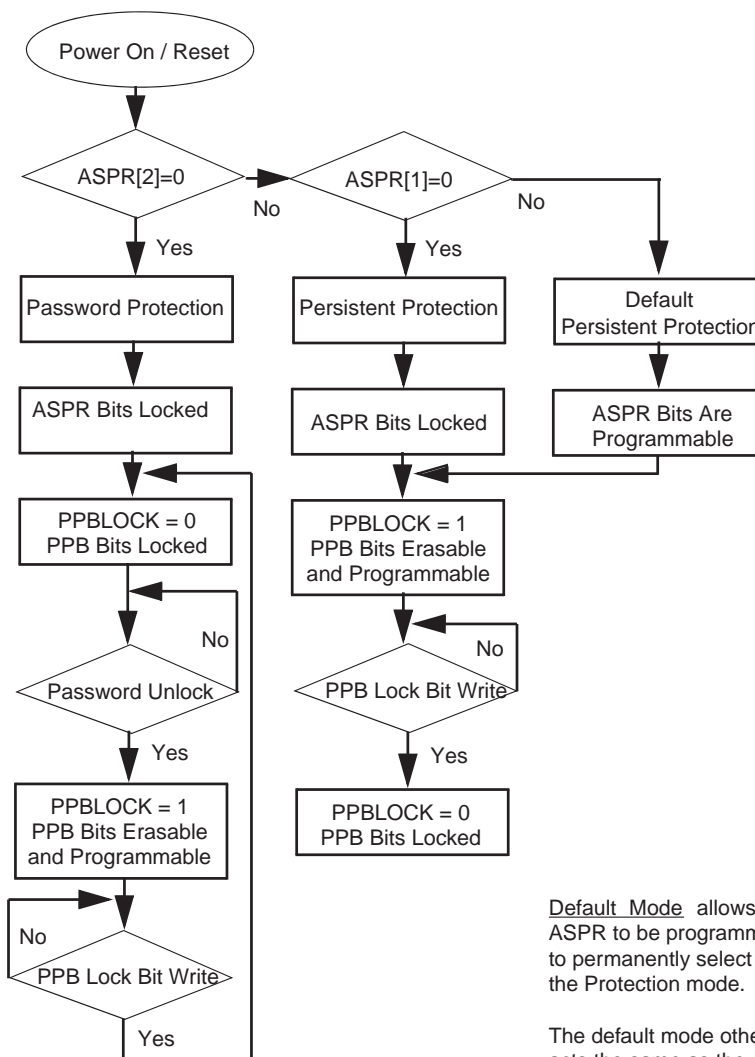 Power On / Reset
ASPR[2]=0
No
ASPR[1]=0
No
Yes
Yes
Password Protection
Persistent Protection
Default
Persistent Protection
ASPR Bits Locked
ASPR Bits Locked
ASPR Bits Are
Programmable
PPBLOCK = 0
PPB Bits Locked
PPBLOCK = 1
PPB Bits Erasable
and Programmable
No
Password Unlock
No
PPB Lock Bit Write
Yes
Yes
PPBLOCK = 1
PPB Bits Erasable
and Programmable
PPBLOCK = 0
PPB Bits Locked
No
PPB Lock Bit Write
Yes
Default Mode allows
ASPR to be
to permanently select
the Protection mode.
The default mode